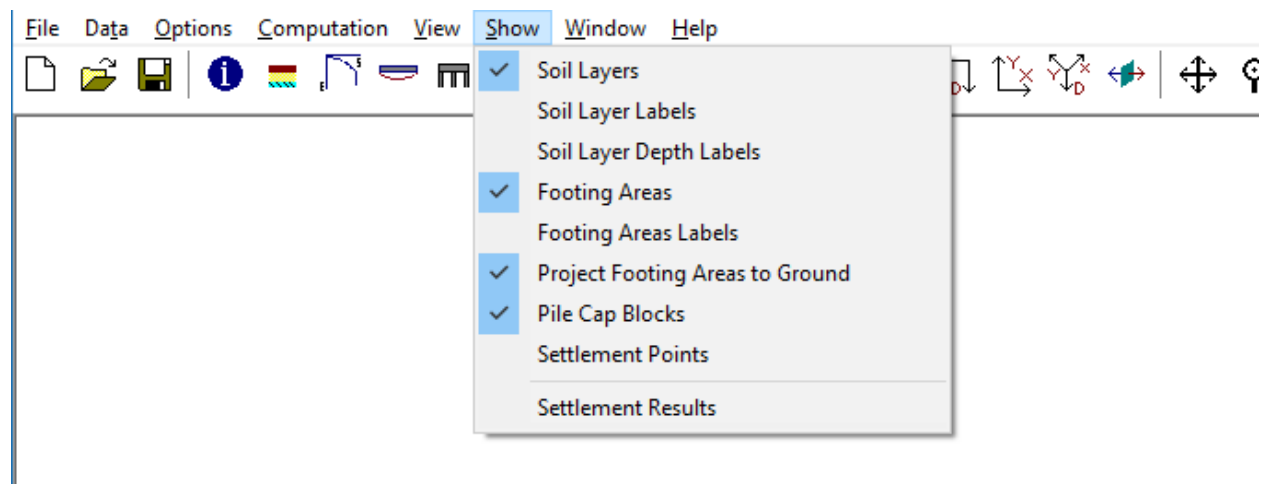 File Data Options Computation View Show Window Help
Soil Layers
Soil Layer Labels
Soil Layer Depth Labels
Footing Areas
Footing Areas Labels
Project Footing Areas to Ground
Pile Cap Blocks
Settlement Points
Settlement Results